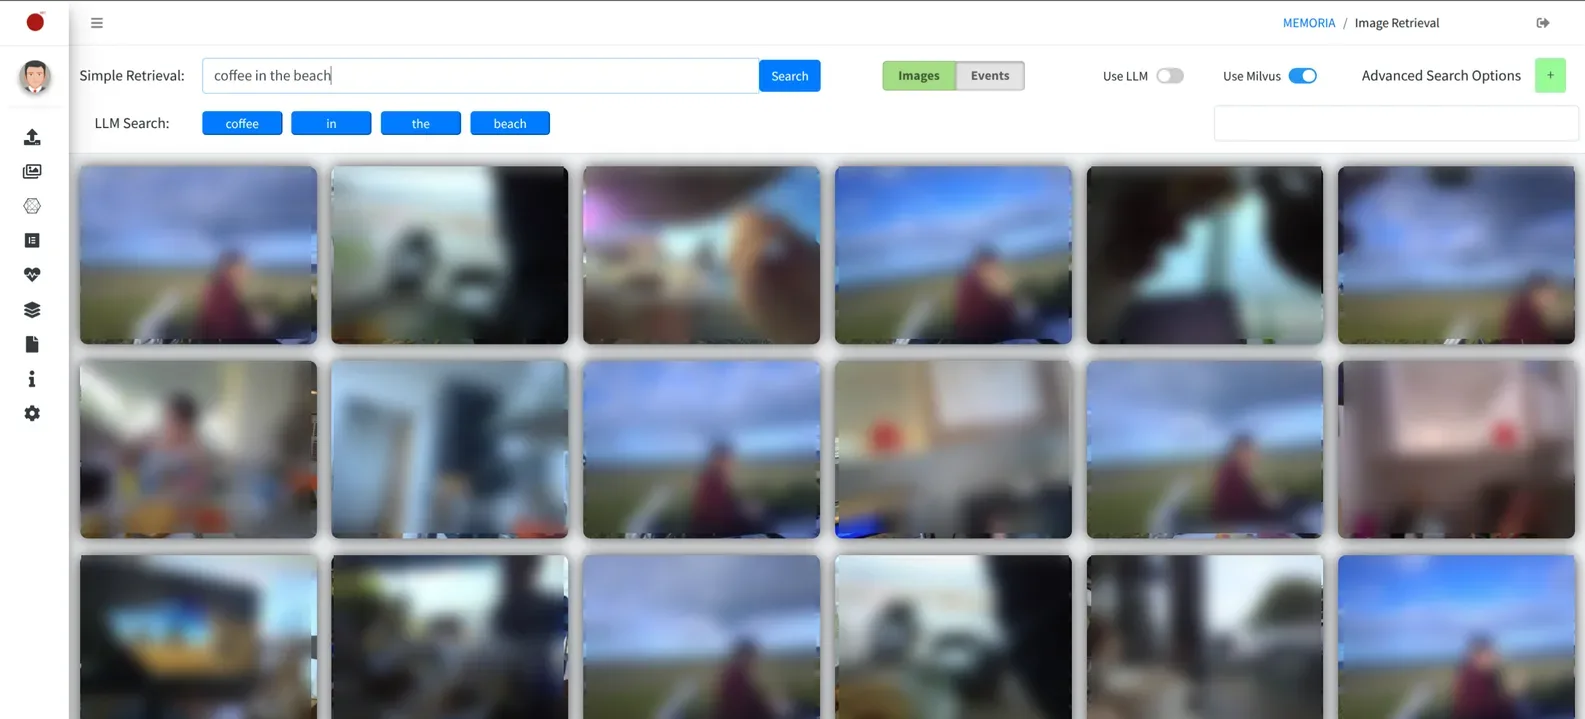 MEMORIA / Image Retrieval
Simple Retrieval: coffee in the beach Search Images Events Use LLM Use Milvus Advanced Search Options +
LLM Search: coffee in the beach